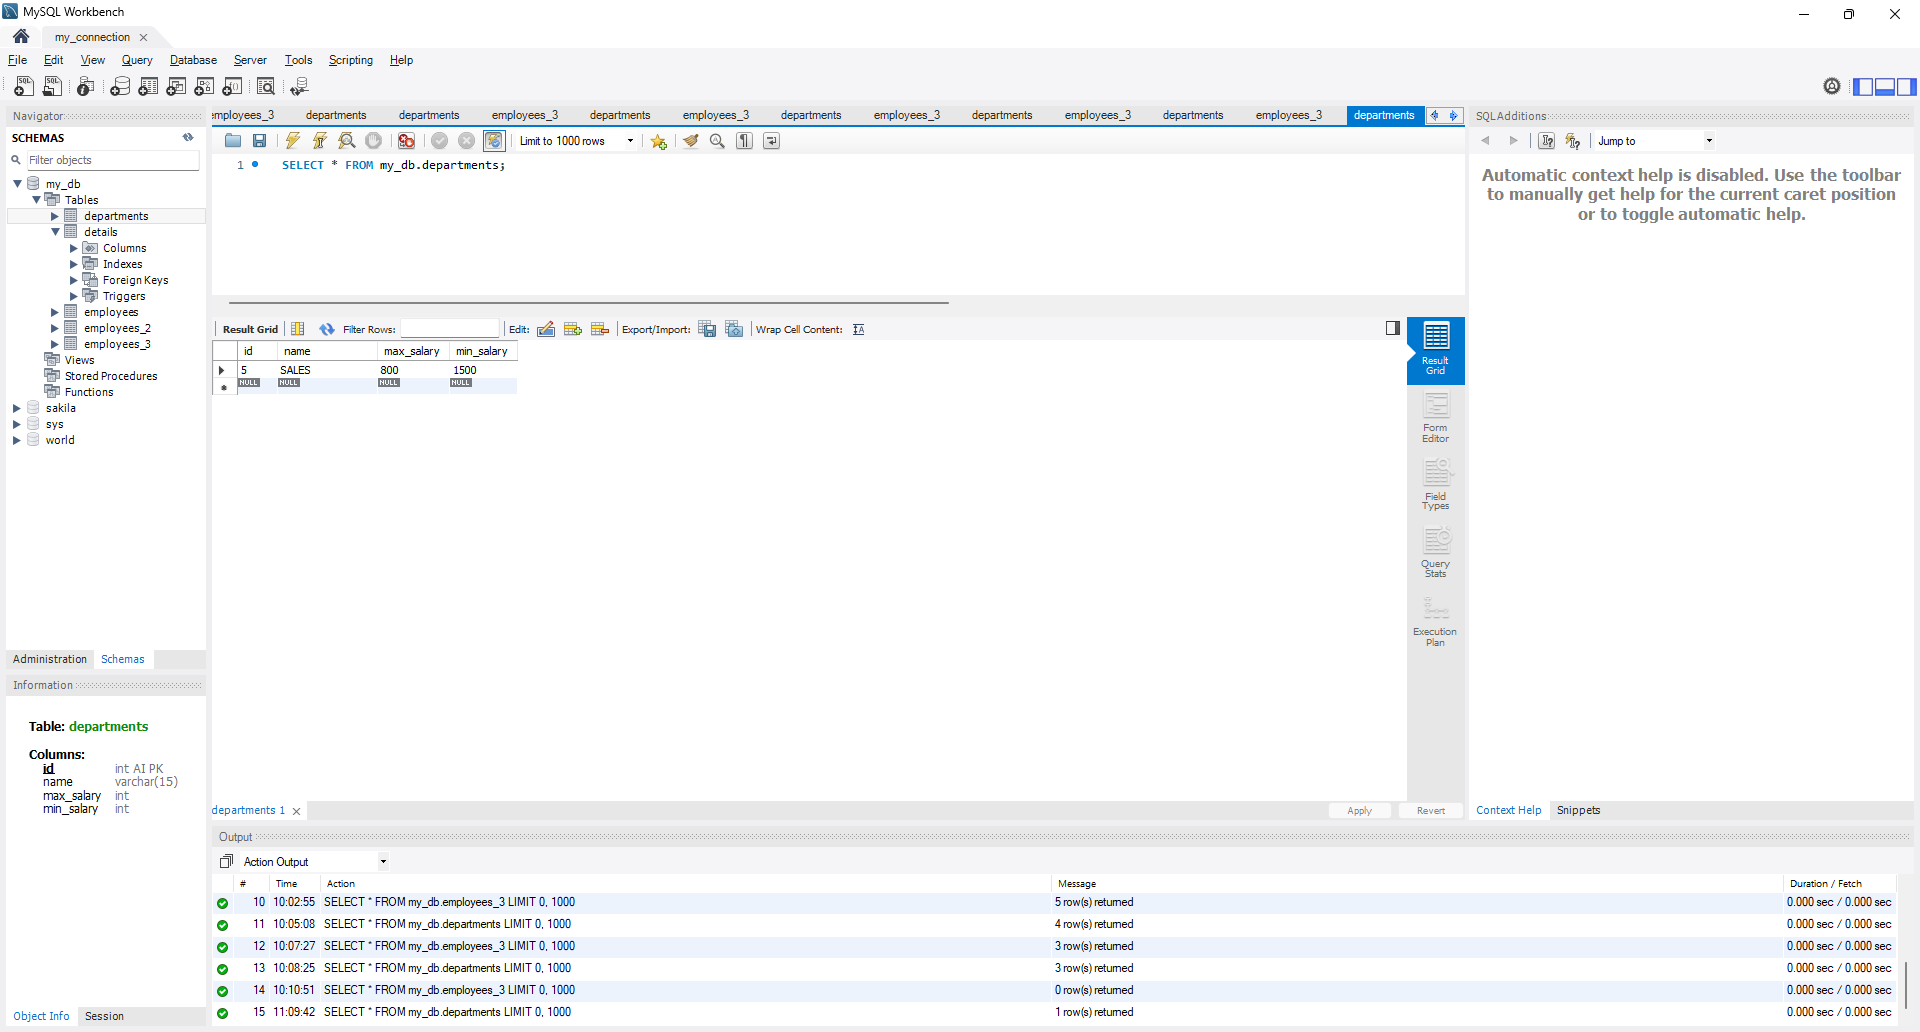 MySQL Workbench
my_connection
File Edit View Query Database Server Tools Scripting Help
Navigator
SCHEMAS
Filter objects
my_db
Tables
departments
details
Columns
Indexes
Foreign Keys
Triggers
employees
employees_2
employees_3
Views
Stored Procedures
Functions
sakila
sys
world
Administration Schemas
Information
Table: departments
Columns:
id int AI PK
name varchar(15)
max_salary int
min_salary int
Object Info Session
employees_3 departments departments employees_3 departments employees_3 departments employees_3 departments employees_3 departments employees_3 departments
Limit to 1000 rows
1 SELECT * FROM my_db.departments;
Result Grid Filter Rows: Edit: Export/Import: Wrap Cell Content:
id name max_salary min_salary
5 SALES 800 1500
NULL NULL NULL NULL
Result
Grid
Form
Editor
Field
Types
Query
Stats
Execution
Plan
departments 1 Apply Revert
SQLAdditions
Jump to
Automatic context help is disabled. Use the toolbar
to manually get help for the current caret position
or to toggle automatic help.
Context Help Snippets
Output
Action Output
# Time Action Message Duration / Fetch
10 10:02:55 SELECT * FROM my_db.employees_3 LIMIT 0, 1000 5 row(s) returned 0.000 sec / 0.000 sec
11 10:05:08 SELECT * FROM my_db.departments LIMIT 0, 1000 4 row(s) returned 0.000 sec / 0.000 sec
12 10:07:27 SELECT * FROM my_db.employees_3 LIMIT 0, 1000 3 row(s) returned 0.000 sec / 0.000 sec
13 10:08:25 SELECT * FROM my_db.departments LIMIT 0, 1000 3 row(s) returned 0.000 sec / 0.000 sec
14 10:10:51 SELECT * FROM my_db.employees_3 LIMIT 0, 1000 0 row(s) returned 0.000 sec / 0.000 sec
15 11:09:42 SELECT * FROM my_db.departments LIMIT 0, 1000 1 row(s) returned 0.000 sec / 0.000 sec